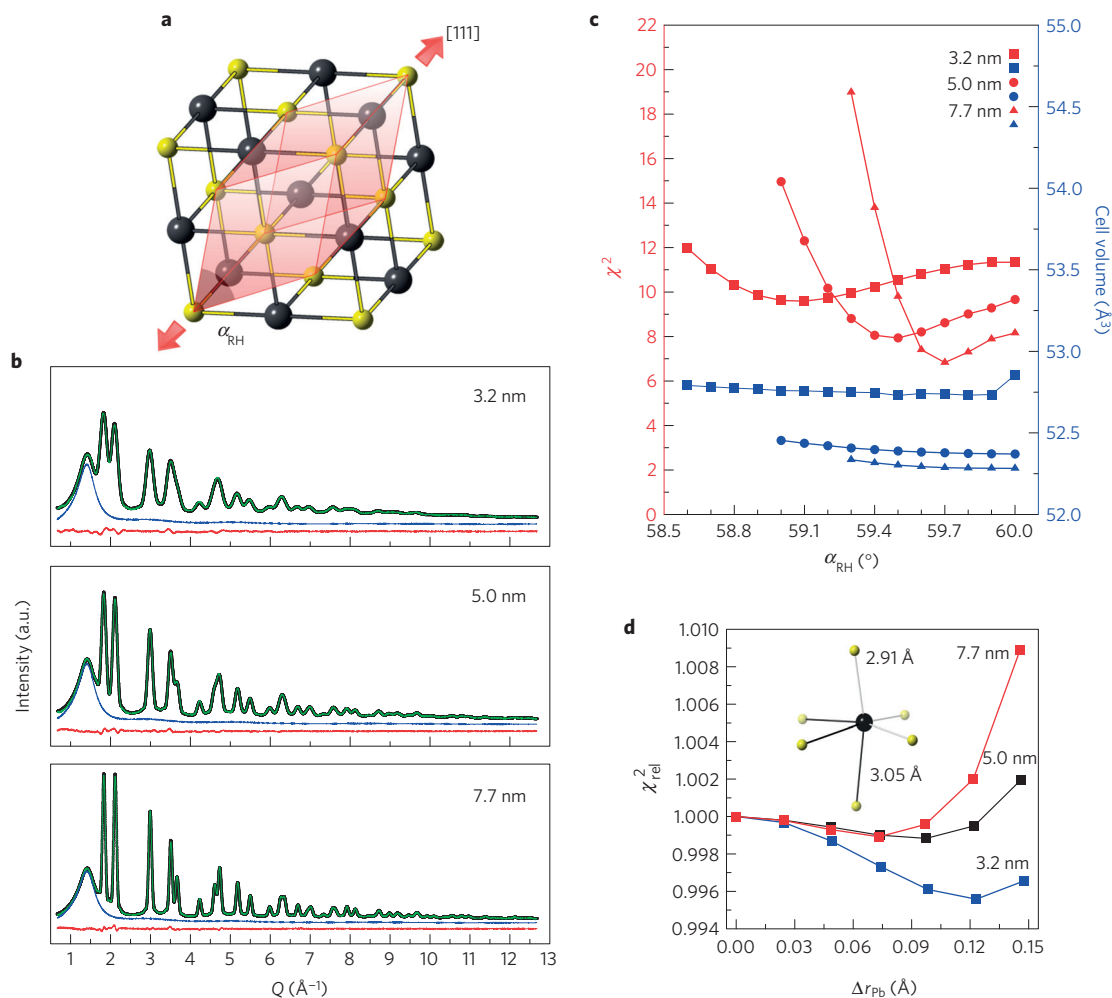 a
[111]
α_RH
b
3.2 nm
5.0 nm
7.7 nm
Intensity (a.u.)
1 2 3 4 5 6 7 8 9 10 11 12 13
Q (Å⁻¹)
c
22
20
18
16
14
12
10
8
6
4
2
0
χ²
3.2 nm
5.0 nm
7.7 nm
55.0
54.5
54.0
53.5
53.0
52.5
52.0
Cell volume (Å³)
58.5 58.8 59.1 59.4 59.7 60.0
α_RH (°)
d
1.010
1.008
1.006
1.004
1.002
1.000
0.998
0.996
0.994
χ²_rel
2.91 Å
3.05 Å
7.7 nm
5.0 nm
3.2 nm
0.00 0.03 0.06 0.09 0.12 0.15
Δr_Pb (Å)